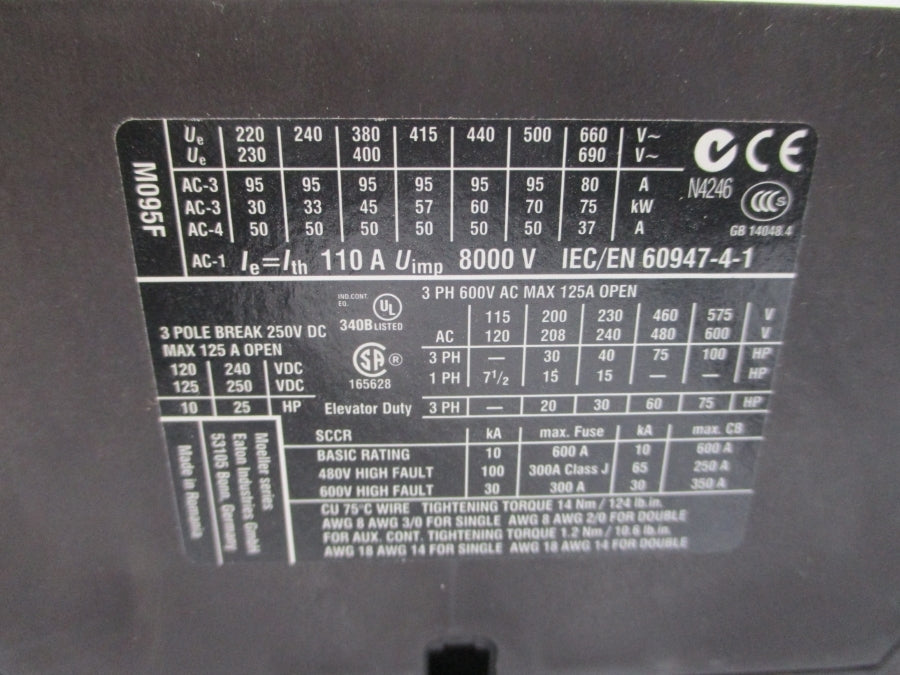 M095F
Ue 220 240 380 415 440 500 660 V~
Ue 230 400 690 V~
AC-3 95 95 95 95 95 95 80 A
AC-3 30 33 45 57 60 70 75 kW
AC-4 50 50 50 50 50 50 37 A
AC-1 Ie=Ith 110 A Uimp 8000 V IEC/EN 60947-4-1
CE
N4246
CCC S
GB 14048.4
3 POLE BREAK 250V DC
MAX 125 A OPEN
120 240 VDC
125 250 VDC
10 25 HP
IND.CONT.
EQ.
UL
340B LISTED
SA ®
165628
3 PH 600V AC MAX 125A OPEN
115 200 230 460 575 V
AC 120 208 240 480 600 V
3 PH — 30 40 75 100 HP
1 PH 7 1/2 15 15 — — HP
Elevator Duty 3 PH — 20 30 60 75 HP
SCCR kA max. Fuse kA max. CB
BASIC RATING 10 600 A 10 600 A
480V HIGH FAULT 100 300A Class J 65 250 A
600V HIGH FAULT 30 300 A 30 350 A
CU 75°C WIRE TIGHTENING TORQUE 14 Nm / 124 lb.in.
AWG 8 AWG 3/0 FOR SINGLE AWG 8 AWG 2/0 FOR DOUBLE
FOR AUX. CONT. TIGHTENING TORQUE 1.2 Nm / 10.6 lb.in.
AWG 18 AWG 14 FOR SINGLE AWG 18 AWG 14 FOR DOUBLE
Moeller series
Eaton Industries GmbH
53105 Bonn, Germany
Made in Romania